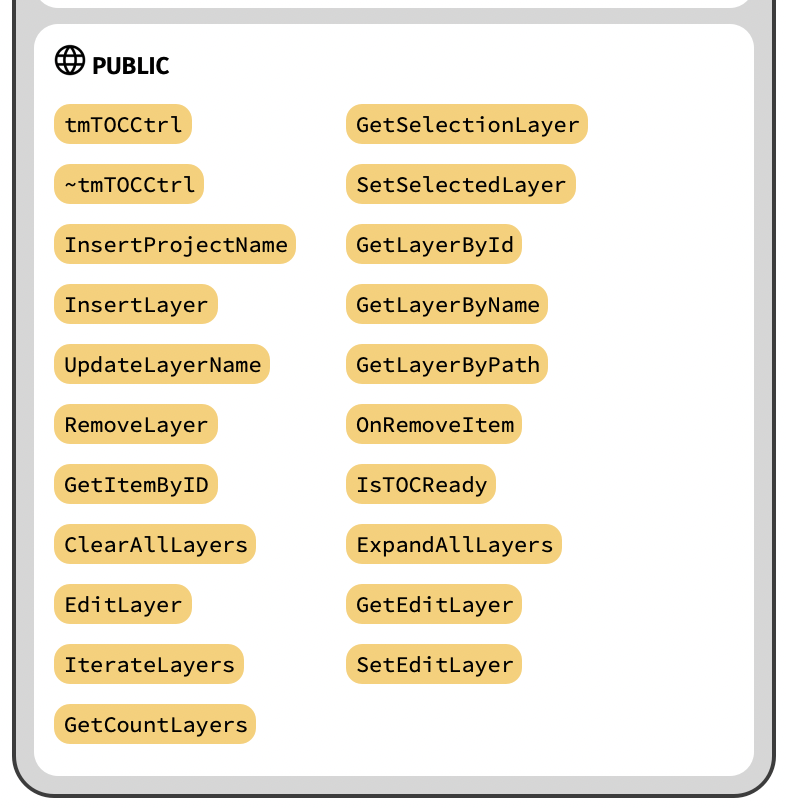 PUBLIC
tmTOCCtrl
~tmTOCCtrl
InsertProjectName
InsertLayer
UpdateLayerName
RemoveLayer
GetItemByID
ClearAllLayers
EditLayer
IterateLayers
GetCountLayers
GetSelectionLayer
SetSelectedLayer
GetLayerById
GetLayerByName
GetLayerByPath
OnRemoveItem
IsTOCReady
ExpandAllLayers
GetEditLayer
SetEditLayer